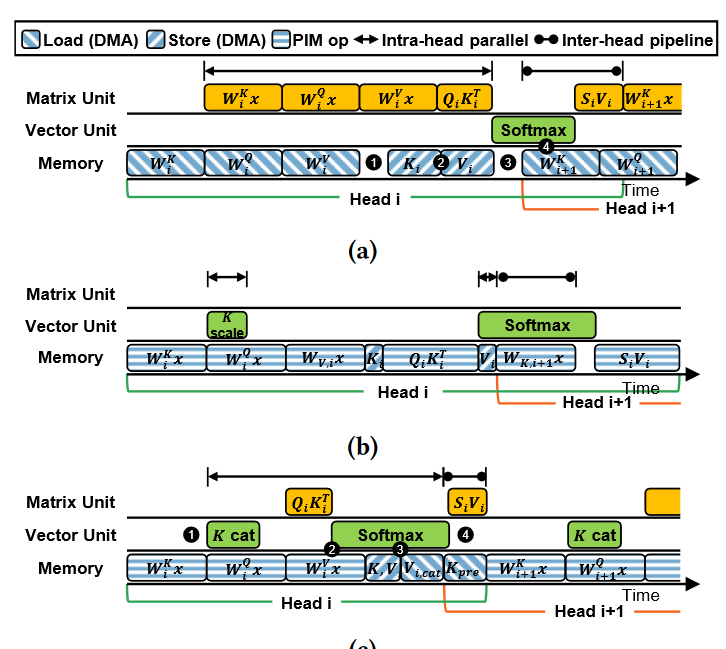 Load (DMA) Store (DMA) PIM op Intra-head parallel Inter-head pipeline
Matrix Unit W_i^K x W_i^Q x W_i^V x Q_i K_i^T S_i V_i W_{i+1}^K x
Vector Unit Softmax
Memory W_i^K W_i^Q W_i^V 1 K_i 2 V_i 3 4 W_{i+1}^K W_{i+1}^Q
Time
Head i
Head i+1
(a)
Matrix Unit
Vector Unit K scale Softmax
Memory W_i^K x W_i^Q x W_{V,i} x K_i Q_i K_i^T V_i W_{K,i+1} x S_i V_i
Time
Head i
Head i+1
(b)
Matrix Unit Q_i K_i^T S_i V_i
Vector Unit 1 K cat Softmax 4 K cat
Memory W_i^K x W_i^Q x W_i^V x 2 K, V 3 V_{i,cat} K_{pre} W_{i+1}^K x W_{i+1}^Q x
Time
Head i
Head i+1